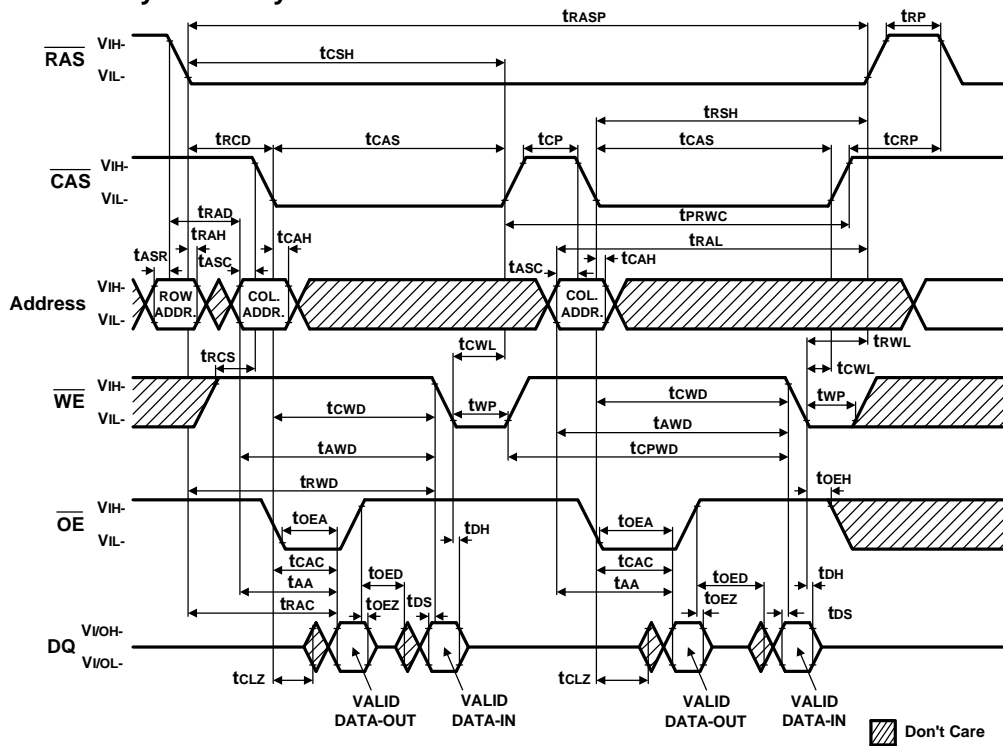 tRASP tRP
RAS VIH-
VIL-
tCSH
tRSH
tRCD tCAS tCP tCAS tCRP
CAS VIH-
VIL-
tRAD tPRWC
tRAH tCAH tRAL
tASR tASC tASC tCAH
Address VIH-
VIL-
ROW ADDR.
COL. ADDR.
COL. ADDR.
tRCS tCWL tRWL
tCWL
WE VIH-
VIL-
tCWD tWP tCWD tWP
tAWD tAWD
tCPWD
tRWD tOEH
OE VIH-
VIL-
tOEA tDH tOEA
tCAC tCAC
tAA tOED tAA tOED tDH
tRAC tOEZ tDS tOEZ tDS
DQ VI/OH-
VI/OL-
tCLZ tCLZ
VALID DATA-OUT
VALID DATA-IN
VALID DATA-OUT
VALID DATA-IN
Don't Care